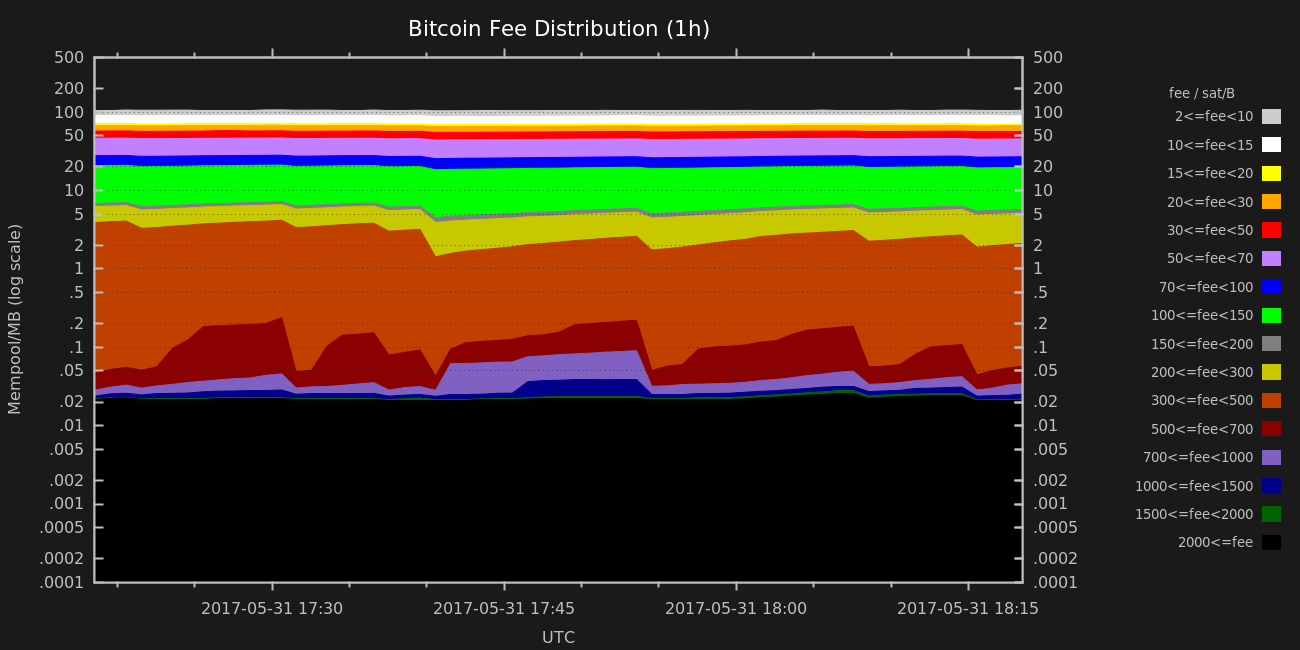 Bitcoin Fee Distribution (1h)
Mempool/MB (log scale)
500
200
100
50
20
10
5
2
1
.5
.2
.1
.05
.02
.01
.005
.002
.001
.0005
.0002
.0001
500
200
100
50
20
10
5
2
1
.5
.2
.1
.05
.02
.01
.005
.002
.001
.0005
.0002
.0001
fee / sat/B
2<=fee<10
10<=fee<15
15<=fee<20
20<=fee<30
30<=fee<50
50<=fee<70
70<=fee<100
100<=fee<150
150<=fee<200
200<=fee<300
300<=fee<500
500<=fee<700
700<=fee<1000
1000<=fee<1500
1500<=fee<2000
2000<=fee
2017-05-31 17:30
2017-05-31 17:45
2017-05-31 18:00
2017-05-31 18:15
UTC